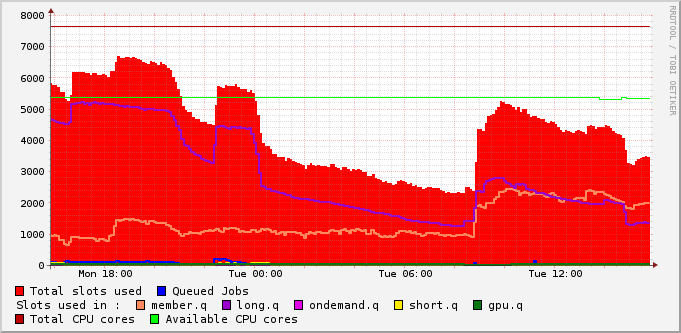 8000
7000
6000
5000
4000
3000
2000
1000
0
Mon 18:00 Tue 00:00 Tue 06:00 Tue 12:00
Total slots used Queued Jobs
Slots used in : member.q long.q ondemand.q short.q gpu.q
Total CPU cores Available CPU cores
RRDTOOL / TOBI OETIKER